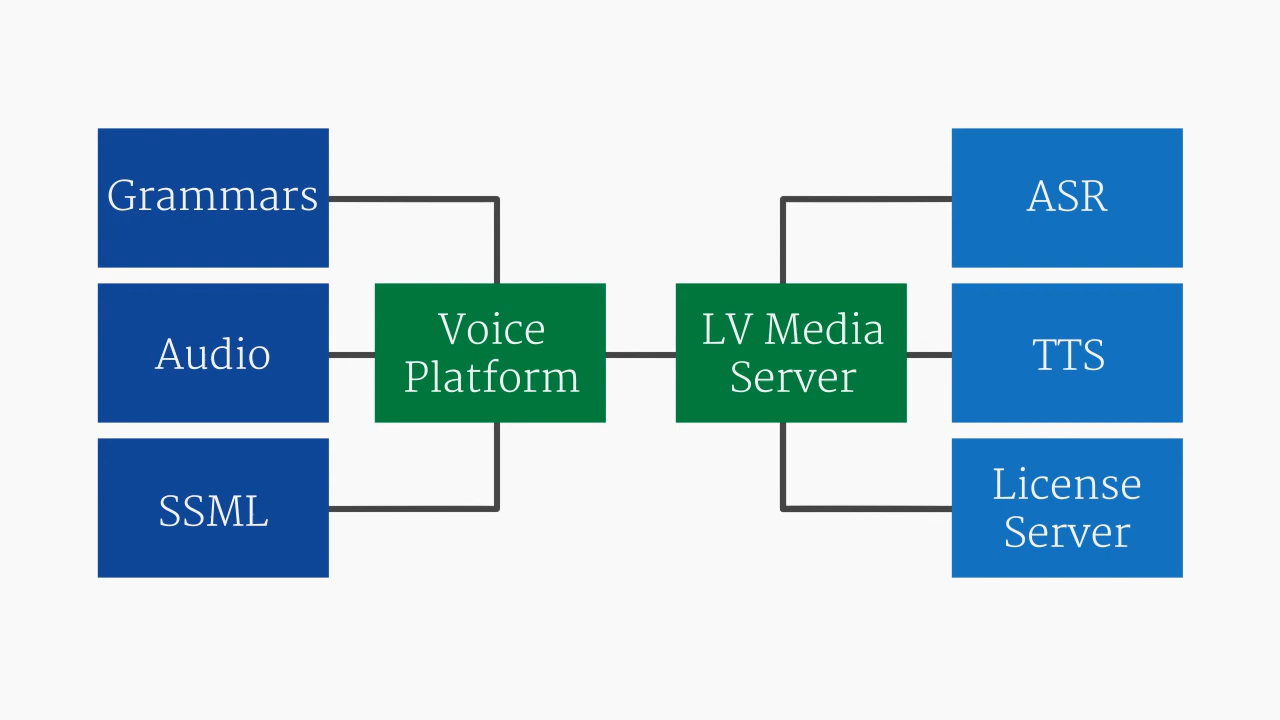 Grammars
Audio
SSML
Voice
Platform
LV Media
Server
ASR
TTS
License
Server